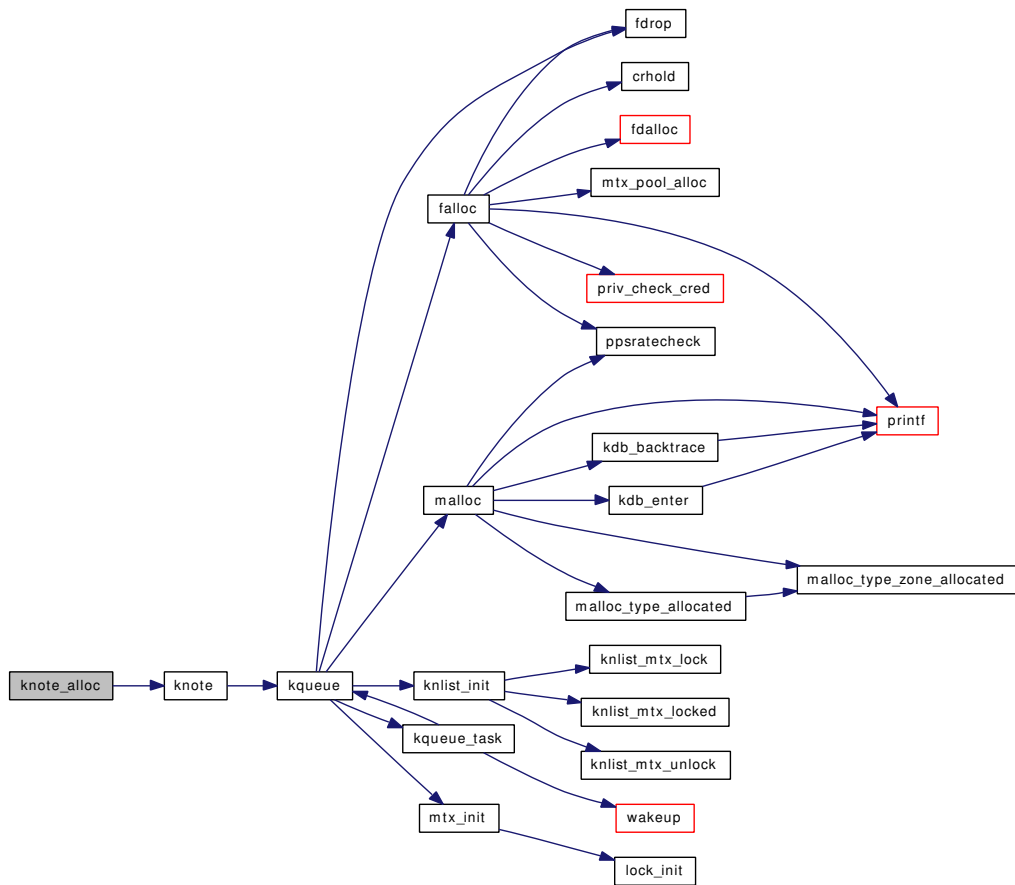 fdrop
crhold
fdalloc
mtx_pool_alloc
falloc
priv_check_cred
ppsratecheck
printf
kdb_backtrace
malloc
kdb_enter
malloc_type_zone_allocated
malloc_type_allocated
knlist_mtx_lock
knote_alloc
knote
kqueue
knlist_init
knlist_mtx_locked
kqueue_task
knlist_mtx_unlock
mtx_init
wakeup
lock_init